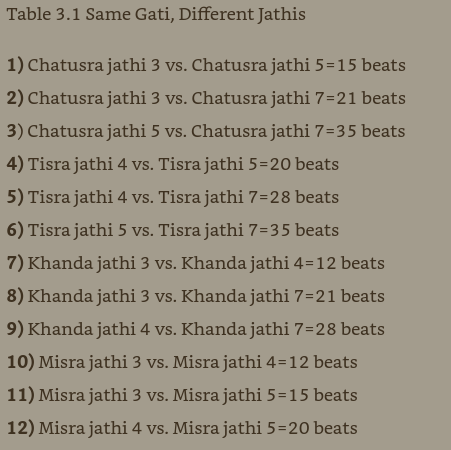 Table 3.1 Same Gati, Different Jathis
1) Chatusra jathi 3 vs. Chatusra jathi 5=15 beats
2) Chatusra jathi 3 vs. Chatusra jathi 7=21 beats
3) Chatusra jathi 5 vs. Chatusra jathi 7=35 beats
4) Tisra jathi 4 vs. Tisra jathi 5=20 beats
5) Tisra jathi 4 vs. Tisra jathi 7=28 beats
6) Tisra jathi 5 vs. Tisra jathi 7=35 beats
7) Khanda jathi 3 vs. Khanda jathi 4=12 beats
8) Khanda jathi 3 vs. Khanda jathi 7=21 beats
9) Khanda jathi 4 vs. Khanda jathi 7=28 beats
10) Misra jathi 3 vs. Misra jathi 4=12 beats
11) Misra jathi 3 vs. Misra jathi 5=15 beats
12) Misra jathi 4 vs. Misra jathi 5=20 beats